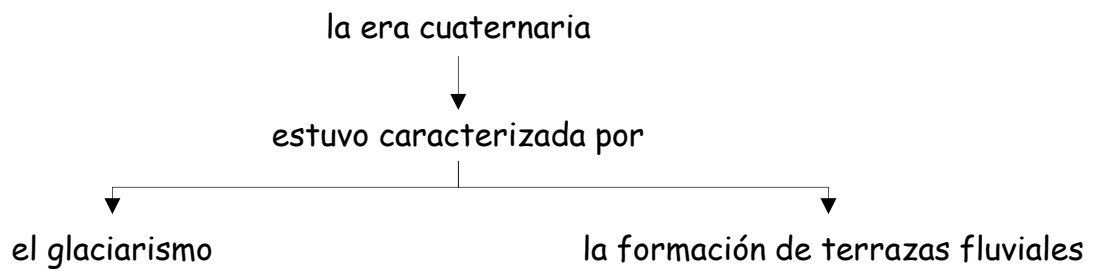 la era cuaternaria
estuvo caracterizada por
el glaciarismo
la formación de terrazas fluviales